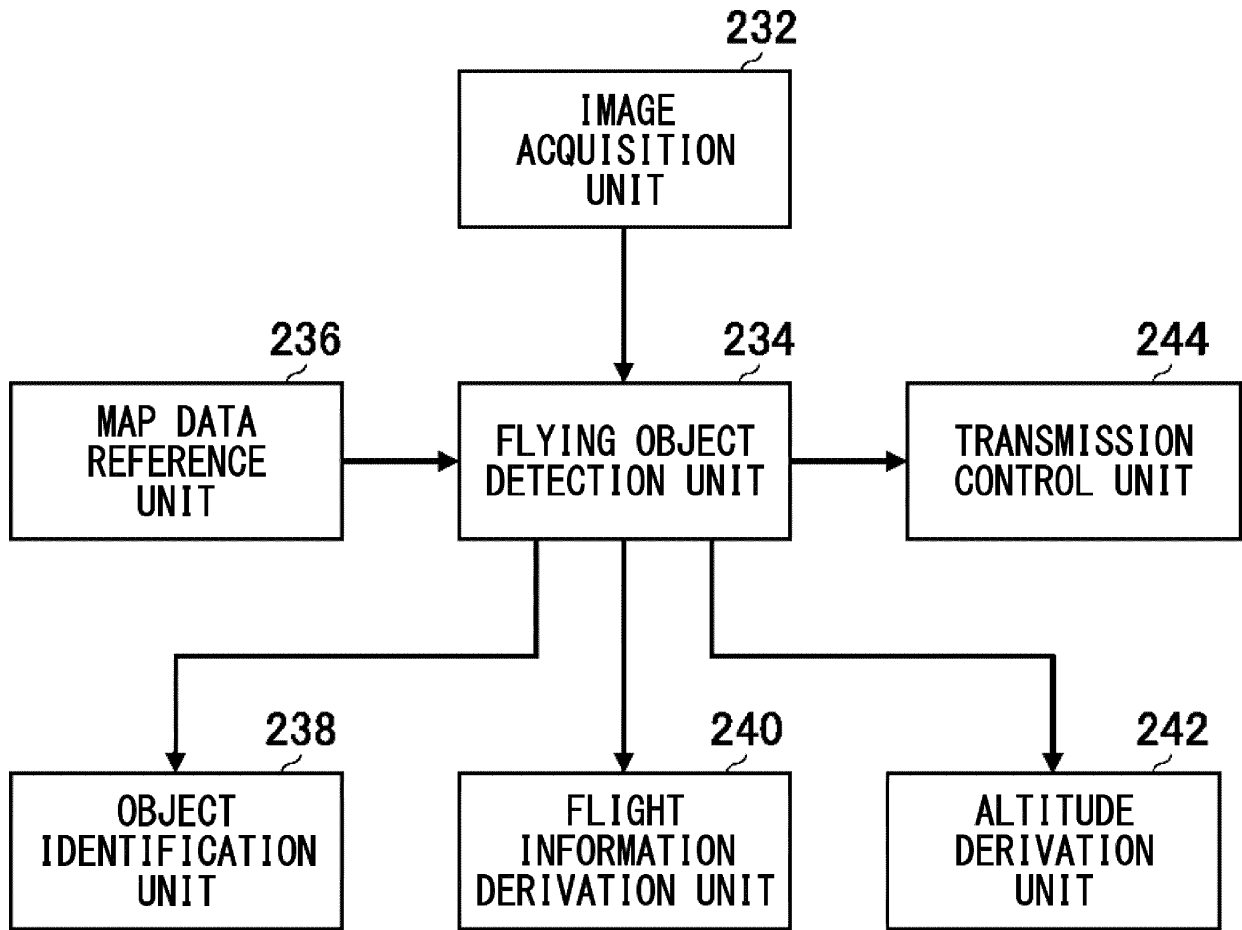 232
IMAGE
ACQUISITION
UNIT
236
MAP DATA
REFERENCE
UNIT
234
FLYING OBJECT
DETECTION UNIT
244
TRANSMISSION
CONTROL UNIT
238
OBJECT
IDENTIFICATION
UNIT
240
FLIGHT
INFORMATION
DERIVATION UNIT
242
ALTITUDE
DERIVATION
UNIT